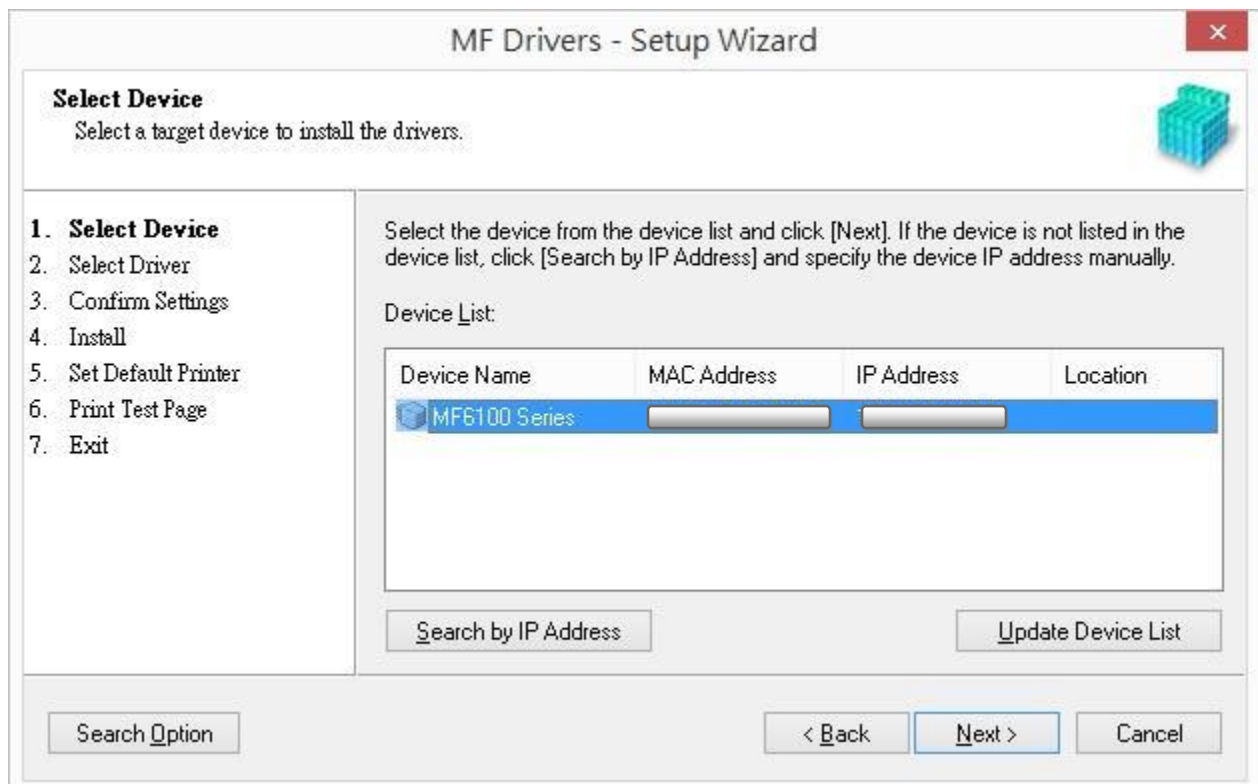 MF Drivers - Setup Wizard
Select Device
Select a target device to install the drivers.
1. Select Device
2. Select Driver
3. Confirm Settings
4. Install
5. Set Default Printer
6. Print Test Page
7. Exit
Select the device from the device list and click [Next]. If the device is not listed in the
device list, click [Search by IP Address] and specify the device IP address manually.
Device List:
Device Name MAC Address IP Address Location
MF6100 Series
Search by IP Address Update Device List
Search Option < Back Next > Cancel